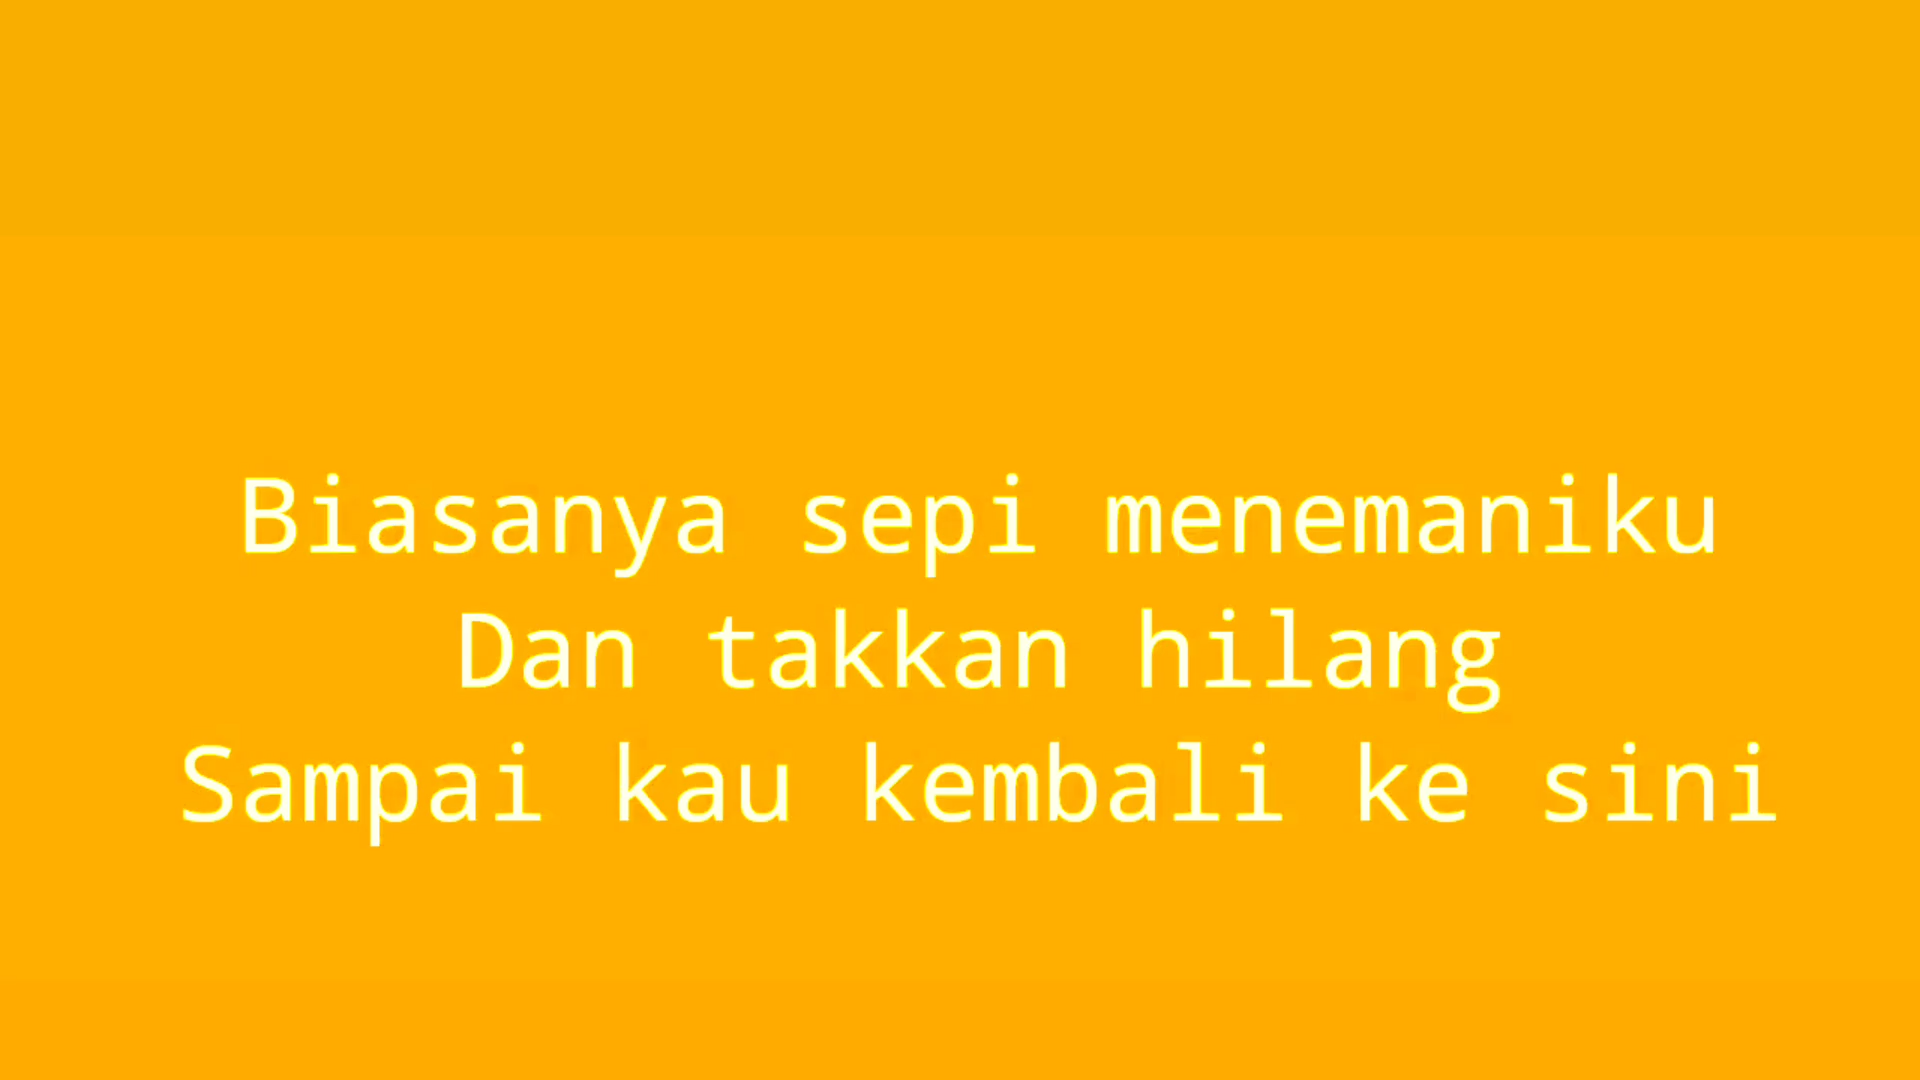 Biasanya sepi menemaniku
Dan takkan hilang
Sampai kau kembali ke sini